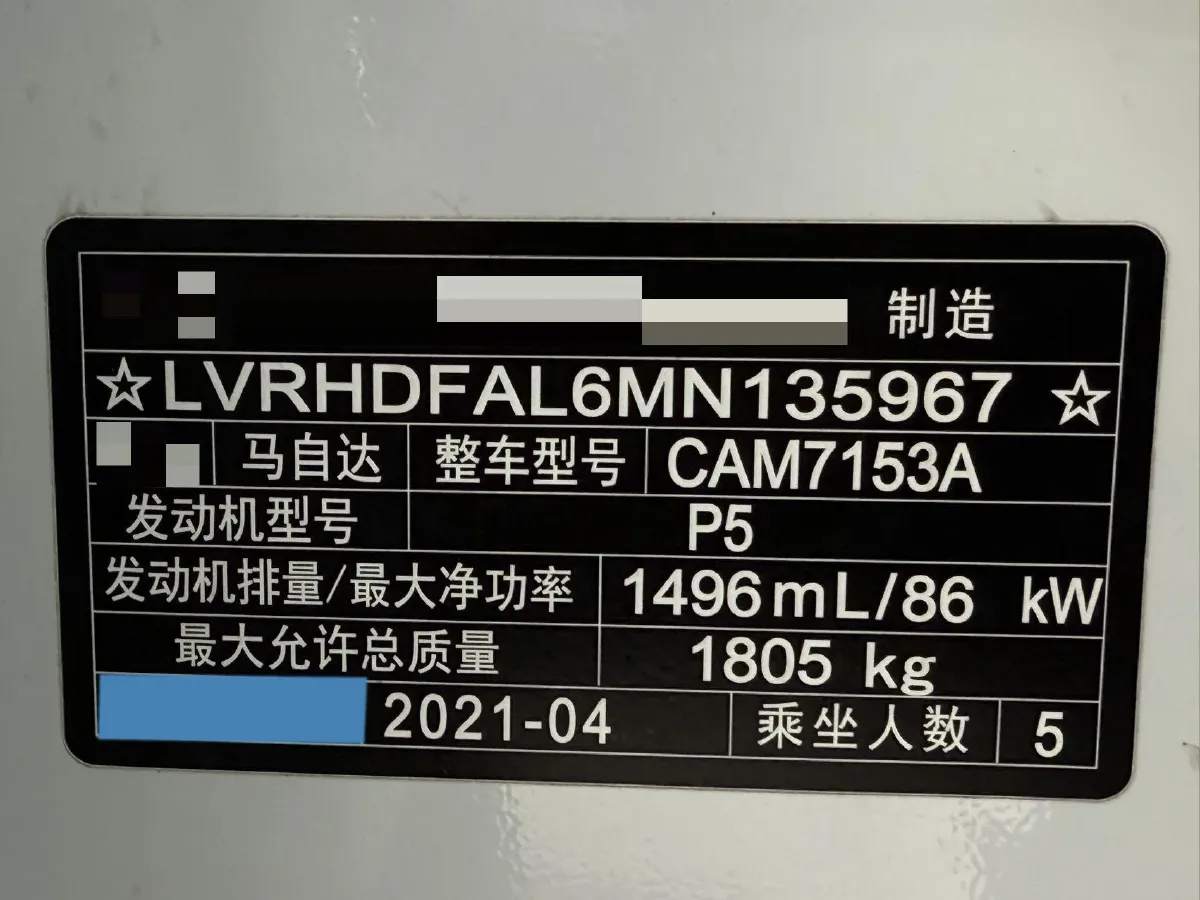 制造
☆LVRHDFAL6MN135967☆
马自达 整车型号 CAM7153A
发动机型号 P5
发动机排量/最大净功率 1496mL/86 kW
最大允许总质量 1805 kg
2021-04 乘坐人数 5